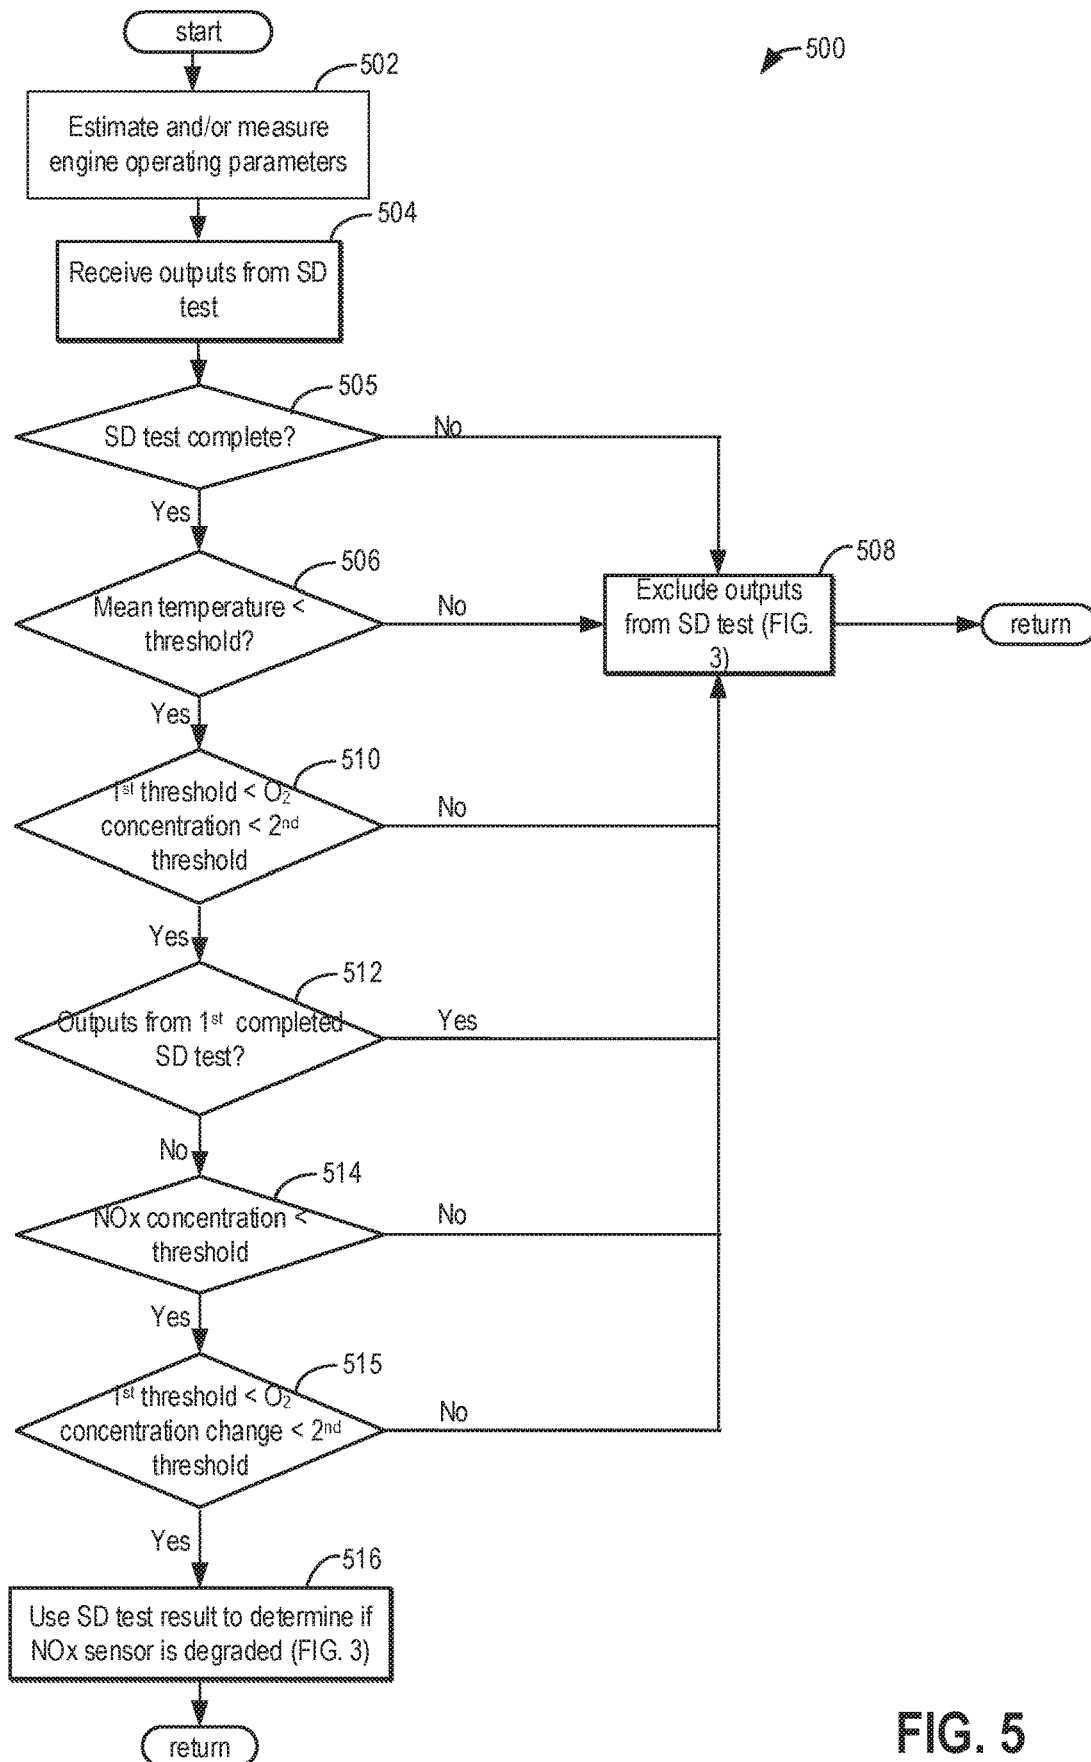 start
500
502
Estimate and/or measure
engine operating parameters
504
Receive outputs from SD
test
505
SD test complete?
No
Yes
506
Mean temperature <
threshold?
No
508
Exclude outputs
from SD test (FIG.
3)
return
Yes
510
1st threshold < O2
concentration < 2nd
threshold
No
Yes
512
Outputs from 1st completed
SD test?
Yes
No
514
NOx concentration <
threshold
No
Yes
515
1st threshold < O2
concentration change < 2nd
threshold
No
Yes
516
Use SD test result to determine if
NOx sensor is degraded (FIG. 3)
return
FIG. 5